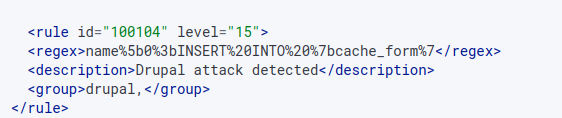 <rule id="100104" level="15">
<regex>name%5b0%3bINSERT%20INTO%20%7bcache_form%7</regex>
<description>Drupal attack detected</description>
<group>drupal,</group>
</rule>